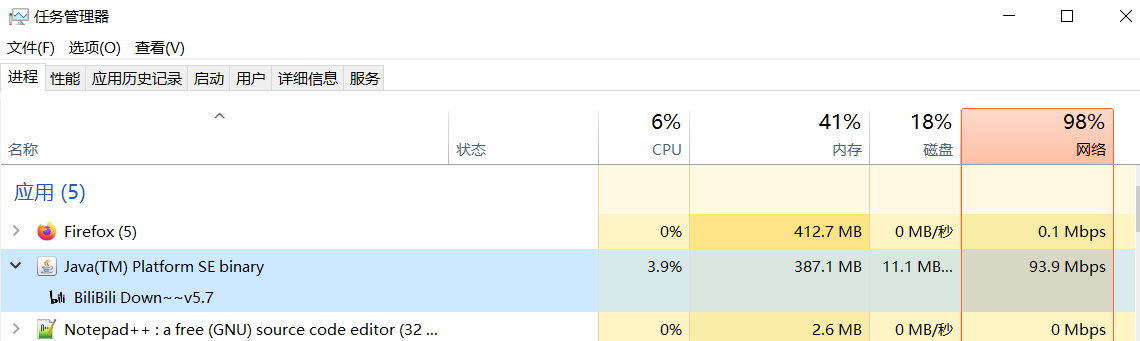 任务管理器
文件(F) 选项(O) 查看(V)
进程 性能 应用历史记录 启动 用户 详细信息 服务
6% 41% 18% 98%
名称 状态 CPU 内存 磁盘 网络
应用 (5)
Firefox (5) 0% 412.7 MB 0 MB/秒 0.1 Mbps
Java(TM) Platform SE binary 3.9% 387.1 MB 11.1 MB... 93.9 Mbps
BiliBili Down~~v5.7
Notepad++ : a free (GNU) source code editor (32 ... 0% 2.6 MB 0 MB/秒 0 Mbps